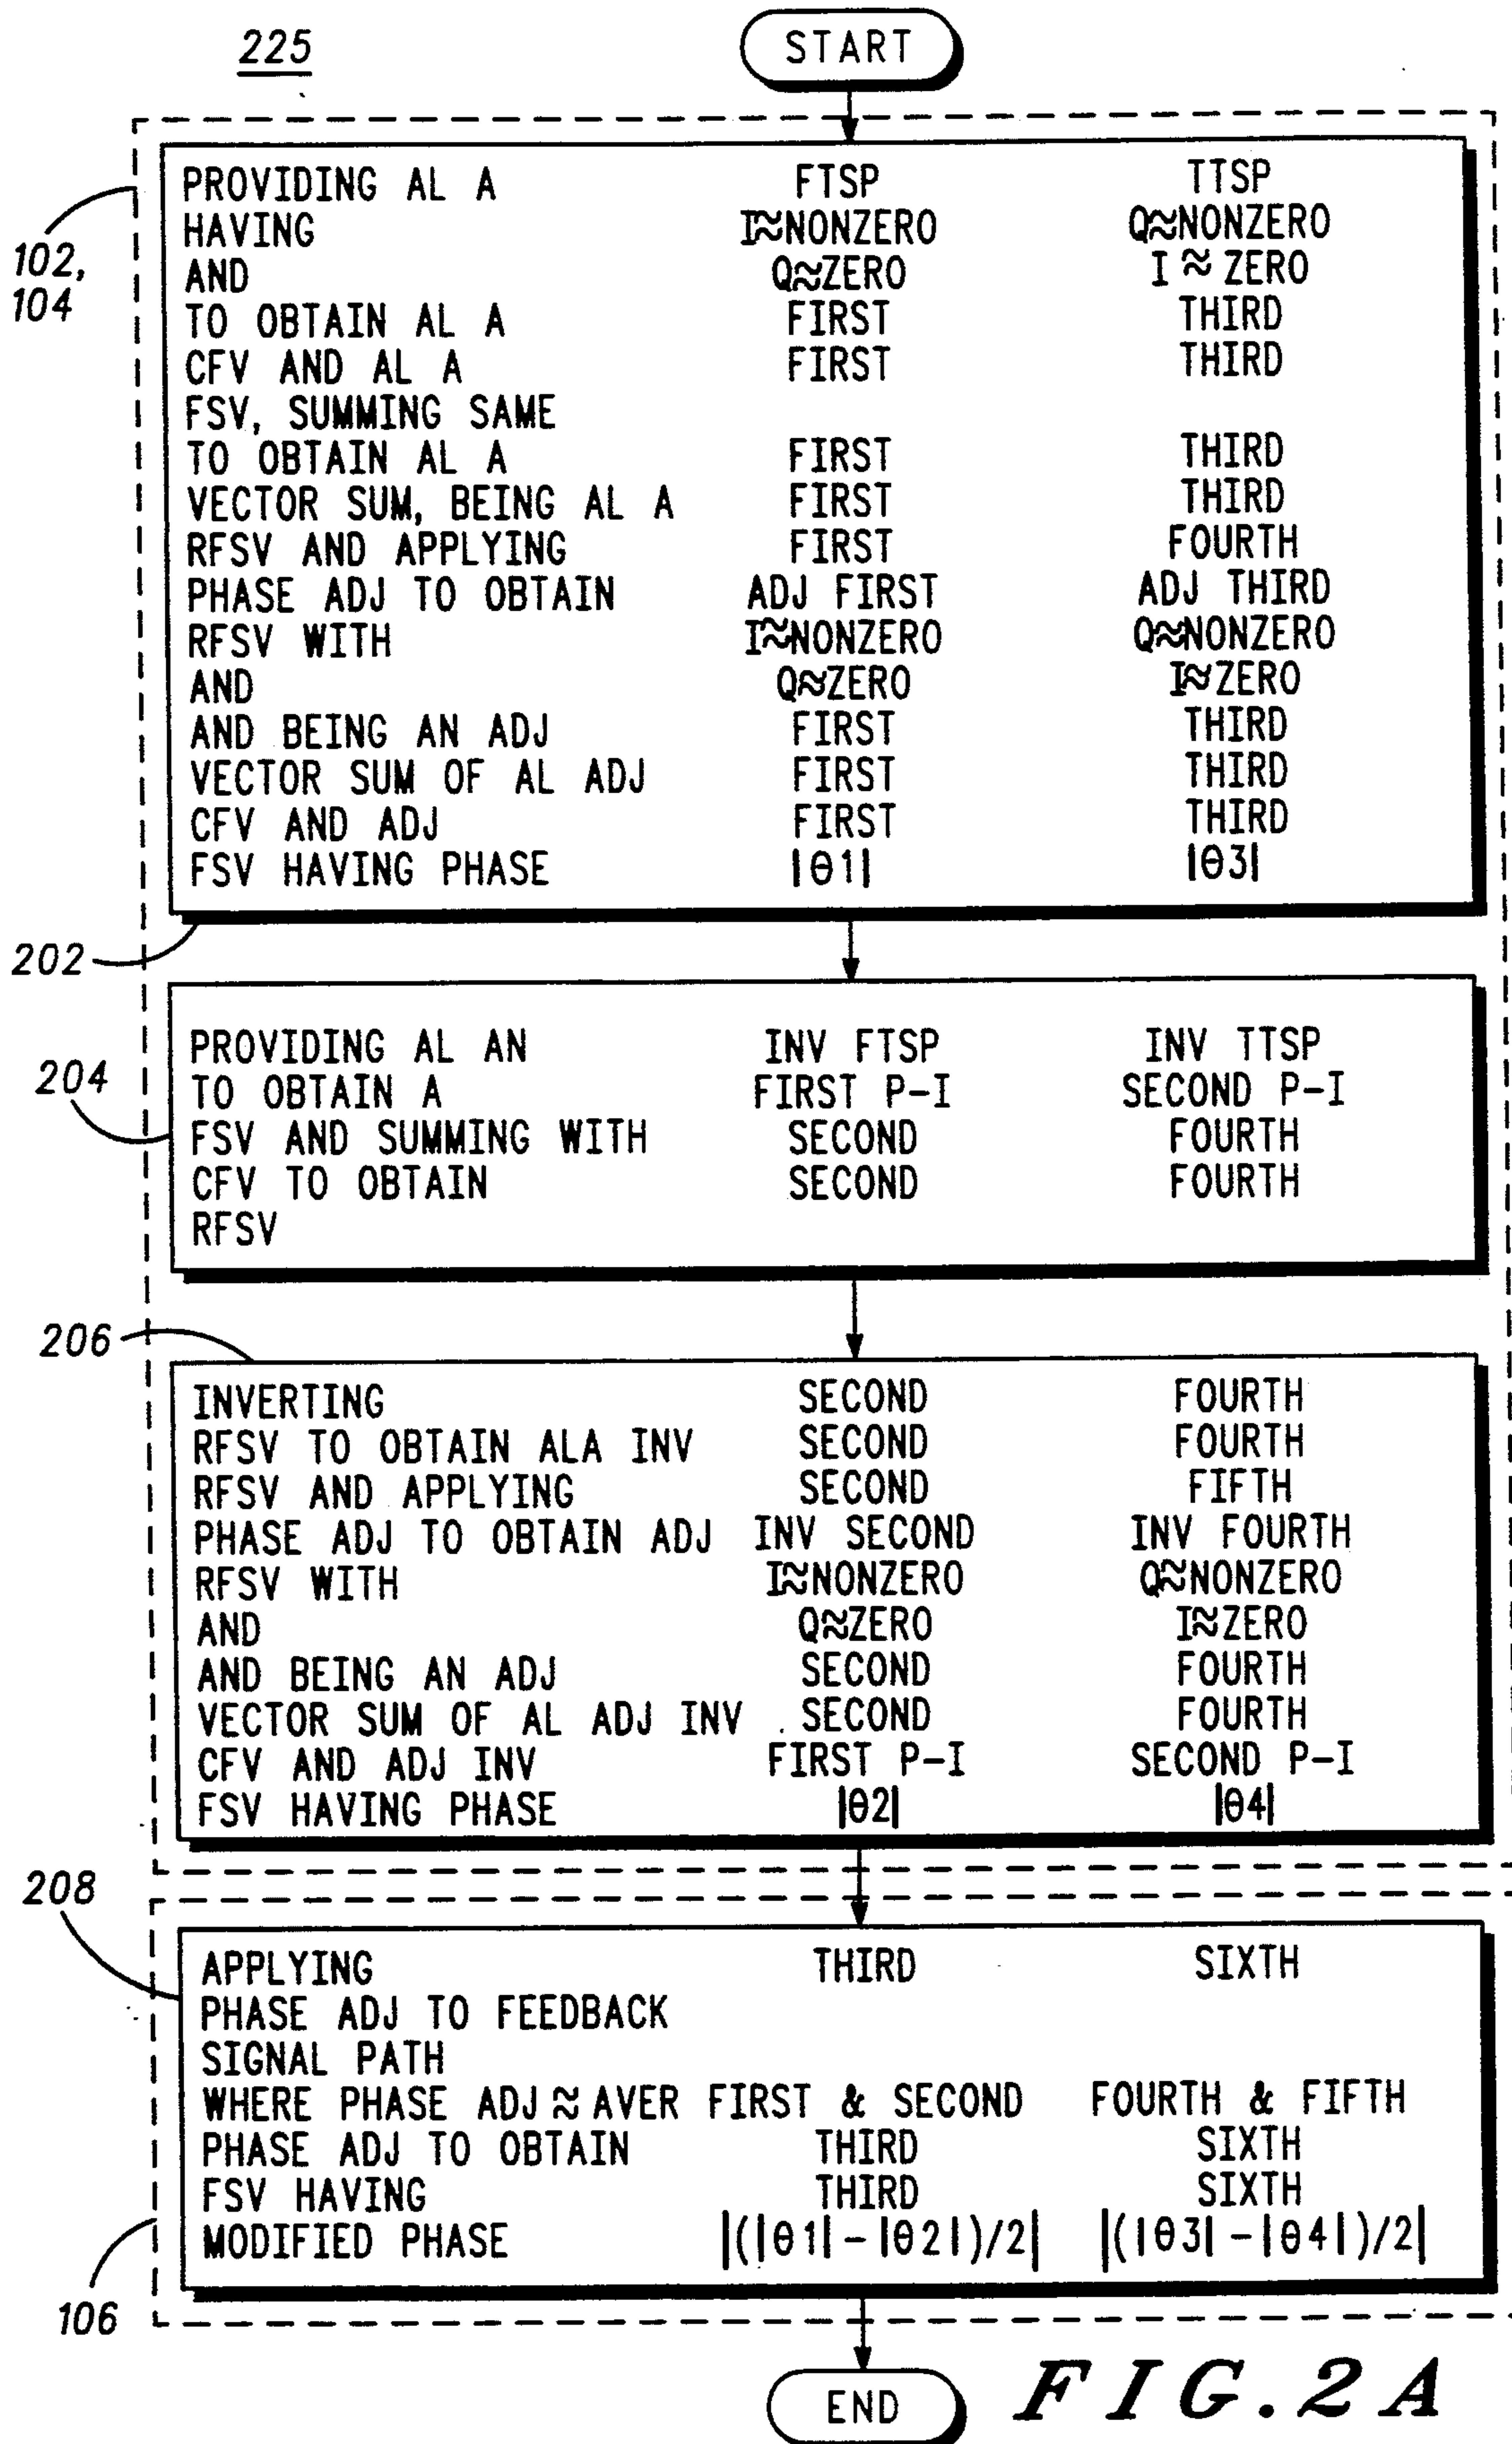 225
START
PROVIDING AL A FTSP TTSP
HAVING I≈NONZERO Q≈NONZERO
102,
104
AND Q≈ZERO I≈ZERO
TO OBTAIN AL A FIRST THIRD
CFV AND AL A FIRST THIRD
FSV, SUMMING SAME
TO OBTAIN AL A FIRST THIRD
VECTOR SUM, BEING AL A FIRST THIRD
RFSV AND APPLYING FIRST FOURTH
PHASE ADJ TO OBTAIN ADJ FIRST ADJ THIRD
RFSV WITH I≈NONZERO Q≈NONZERO
AND Q≈ZERO I≈ZERO
AND BEING AN ADJ FIRST THIRD
VECTOR SUM OF AL ADJ FIRST THIRD
CFV AND ADJ FIRST THIRD
FSV HAVING PHASE |θ1| |θ3|
202
204
PROVIDING AL AN INV FTSP INV TTSP
TO OBTAIN A FIRST P-I SECOND P-I
FSV AND SUMMING WITH SECOND FOURTH
CFV TO OBTAIN SECOND FOURTH
RFSV
206
INVERTING SECOND FOURTH
RFSV TO OBTAIN ALA INV SECOND FOURTH
RFSV AND APPLYING SECOND FIFTH
PHASE ADJ TO OBTAIN ADJ INV SECOND INV FOURTH
RFSV WITH I≈NONZERO Q≈NONZERO
AND Q≈ZERO I≈ZERO
AND BEING AN ADJ SECOND FOURTH
VECTOR SUM OF AL ADJ INV SECOND FOURTH
CFV AND ADJ INV FIRST P-I SECOND P-I
FSV HAVING PHASE |θ2| |θ4|
208
APPLYING THIRD SIXTH
PHASE ADJ TO FEEDBACK
SIGNAL PATH
WHERE PHASE ADJ≈AVER FIRST & SECOND FOURTH & FIFTH
PHASE ADJ TO OBTAIN THIRD SIXTH
FSV HAVING THIRD SIXTH
MODIFIED PHASE |(|θ1|-|θ2|)/2| |(|θ3|-|θ4|)/2|
106
END
FIG. 2A